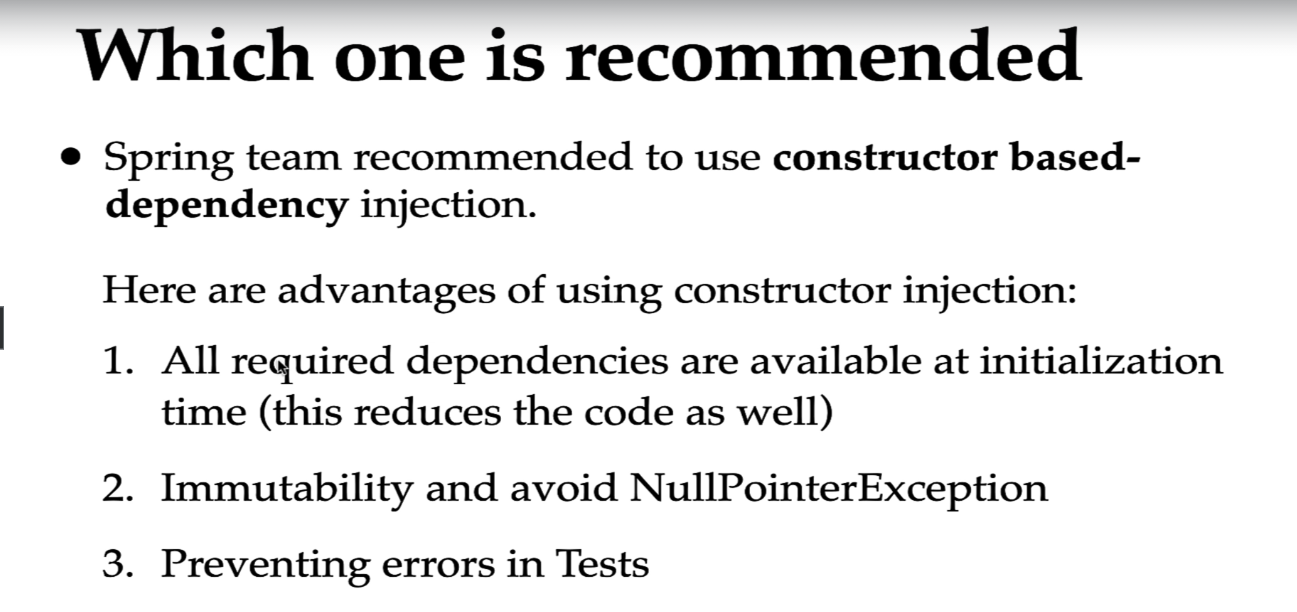 Which one is recommended
• Spring team recommended to use constructor based-
dependency injection.
Here are advantages of using constructor injection:
1. All required dependencies are available at initialization
time (this reduces the code as well)
2. Immutability and avoid NullPointerException
3. Preventing errors in Tests